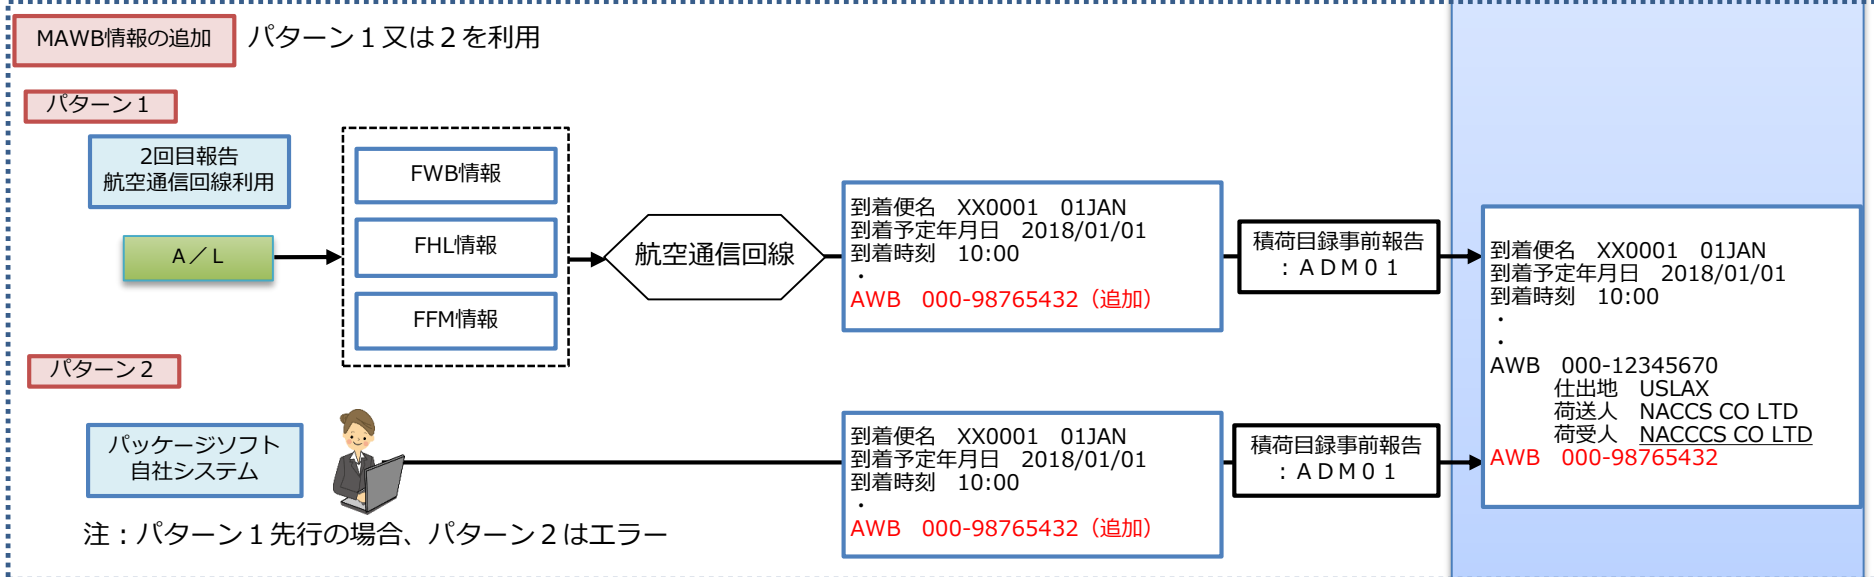 MAWB情報の追加
パターン１又は２を利用
パターン１
2回目報告
航空通信回線利用
A／L
FWB情報
FHL情報
FFM情報
航空通信回線
到着便名　XX0001　01JAN
到着予定年月日　2018/01/01
到着時刻　10:00
・
AWB　000-98765432（追加）
積荷目録事前報告
：ＡＤＭ０１
パターン２
パッケージソフト
自社システム
到着便名　XX0001　01JAN
到着予定年月日　2018/01/01
到着時刻　10:00
・
AWB　000-98765432（追加）
積荷目録事前報告
：ＡＤＭ０１
注：パターン１先行の場合、パターン２はエラー
到着便名　XX0001　01JAN
到着予定年月日　2018/01/01
到着時刻　10:00
・
・
AWB　000-12345670
仕出地　USLAX
荷送人　NACCS CO LTD
荷受人　NACCCS CO LTD
AWB　000-98765432